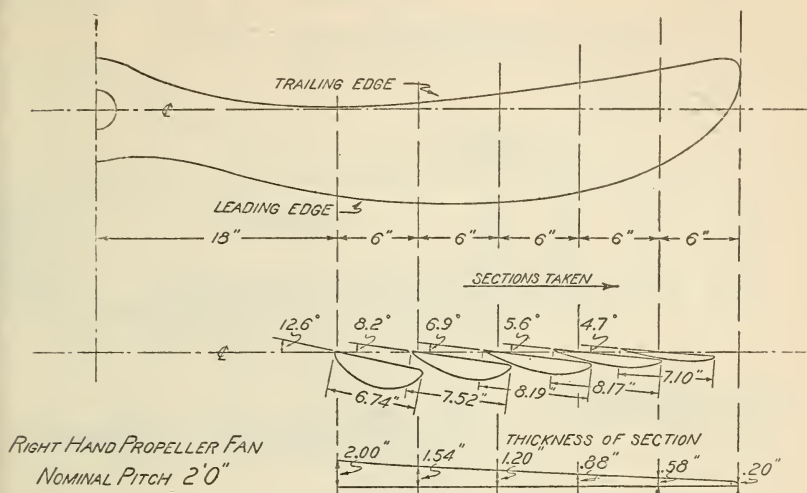 TRAILING EDGE
℄
LEADING EDGE
18" 6" 6" 6" 6" 6"
SECTIONS TAKEN
12.6° 8.2° 6.9° 5.6° 4.7°
℄
6.74" 7.52" 8.19" 8.17" 7.10"
RIGHT HAND PROPELLER FAN
NOMINAL PITCH 2'0"
THICKNESS OF SECTION
2.00" 1.54" 1.20" .88" .58" .20"